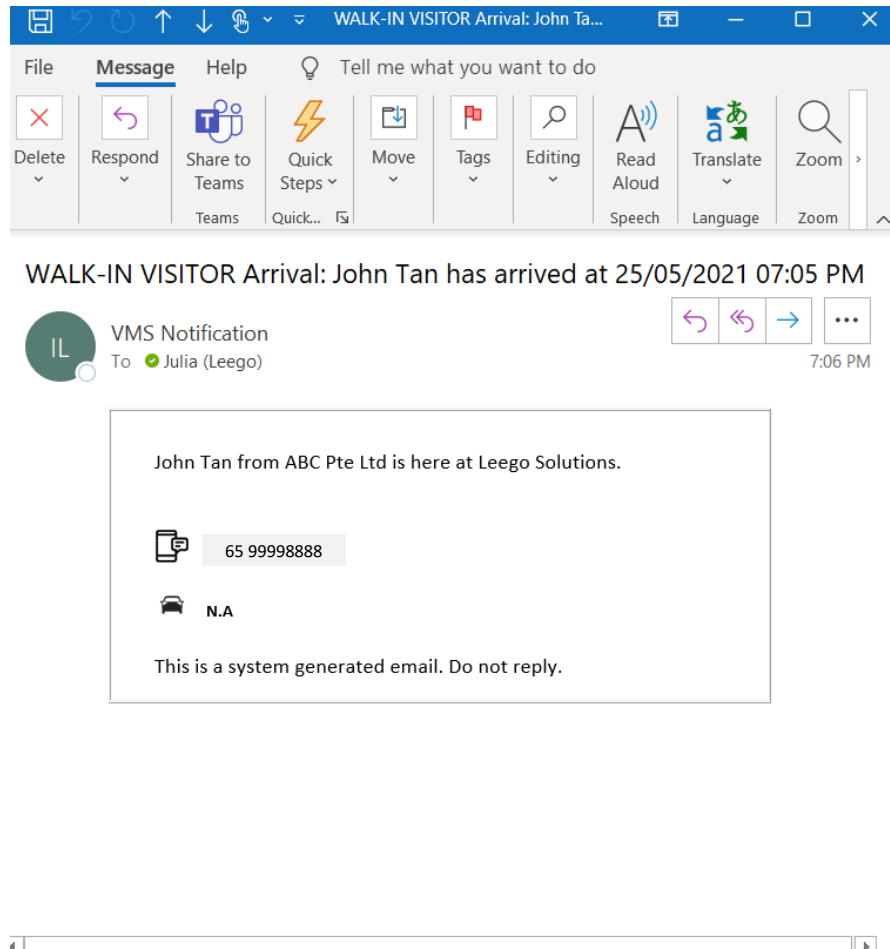 WALK-IN VISITOR Arrival: John Ta...
File Message Help Tell me what you want to do
Delete Respond Share to Teams Quick Steps Move Tags Editing Read Aloud Translate Zoom
Teams Quick... Speech Language Zoom
WALK-IN VISITOR Arrival: John Tan has arrived at 25/05/2021 07:05 PM
IL
VMS Notification
To Julia (Leego) 7:06 PM
John Tan from ABC Pte Ltd is here at Leego Solutions.
65 99998888
N.A
This is a system generated email. Do not reply.